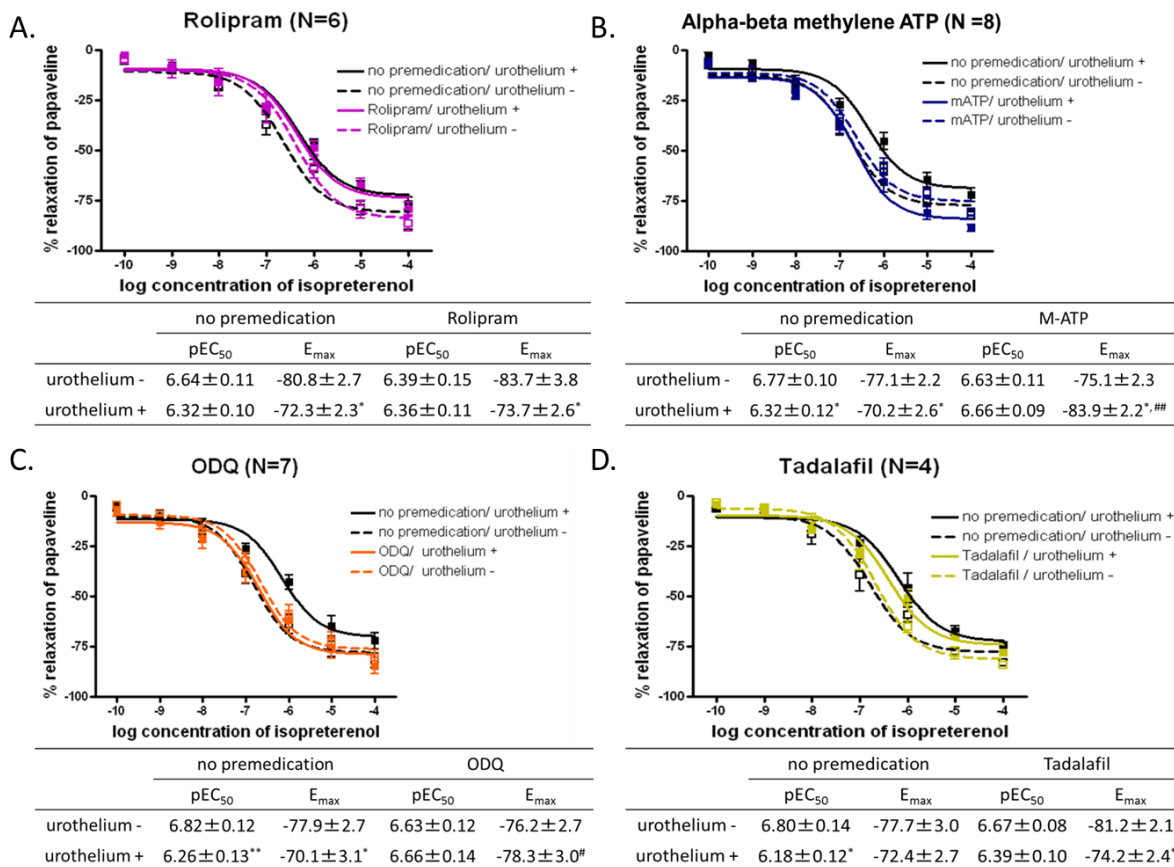 A.
Rolipram (N=6)
0
-25
-50
-75
-100
% relaxation of papaveline
no premedication/ urothelium +
no premedication/ urothelium -
Rolipram/ urothelium +
Rolipram/ urothelium -
-10 -9 -8 -7 -6 -5 -4
log concentration of isopreterenol
no premedication Rolipram
pEC50 Emax pEC50 Emax
urothelium - 6.64±0.11 -80.8±2.7 6.39±0.15 -83.7±3.8
urothelium + 6.32±0.10 -72.3±2.3* 6.36±0.11 -73.7±2.6*
B.
Alpha-beta methylene ATP (N =8)
0
-25
-50
-75
-100
% relaxation of papaveline
no premedication/ urothelium +
no premedication/ urothelium -
mATP/ urothelium +
mATP/ urothelium -
-10 -9 -8 -7 -6 -5 -4
log concentration of isopreterenol
no premedication M-ATP
pEC50 Emax pEC50 Emax
urothelium - 6.77±0.10 -77.1±2.2 6.63±0.11 -75.1±2.3
urothelium + 6.32±0.12* -70.2±2.6* 6.66±0.09 -83.9±2.2*,##
C.
ODQ (N=7)
0
-25
-50
-75
-100
% relaxation of papaveline
no premedication/ urothelium +
no premedication/ urothelium -
ODQ/ urothelium +
ODQ/ urothelium -
-10 -9 -8 -7 -6 -5 -4
log concentration of isopreterenol
no premedication ODQ
pEC50 Emax pEC50 Emax
urothelium - 6.82±0.12 -77.9±2.7 6.63±0.12 -76.2±2.7
urothelium + 6.26±0.13** -70.1±3.1* 6.66±0.14 -78.3±3.0#
D.
Tadalafil (N=4)
0
-25
-50
-75
-100
% relaxation of papaveline
no premedication/ urothelium +
no premedication/ urothelium -
Tadalafil / urothelium +
Tadalafil / urothelium -
-10 -9 -8 -7 -6 -5 -4
log concentration of isopreterenol
no premedication Tadalafil
pEC50 Emax pEC50 Emax
urothelium - 6.80±0.14 -77.7±3.0 6.67±0.08 -81.2±2.1
urothelium + 6.18±0.12* -72.4±2.7 6.39±0.10 -74.2±2.4*